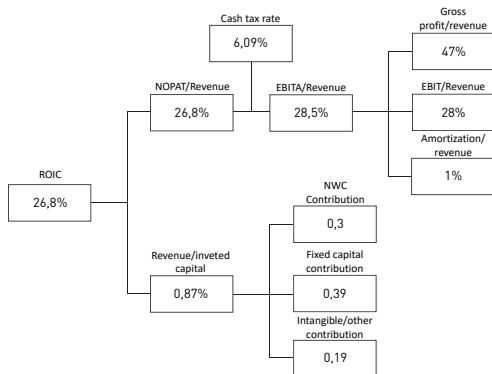 Cash tax rate
6,09%
Gross
profit/revenue
47%
NOPAT/Revenue
26,8%
EBITA/Revenue
28,5%
EBIT/Revenue
28%
Amortization/
revenue
1%
ROIC
26,8%
NWC
Contribution
0,3
Revenue/inveted
capital
0,87%
Fixed capital
contribution
0,39
Intangible/other
contribution
0,19